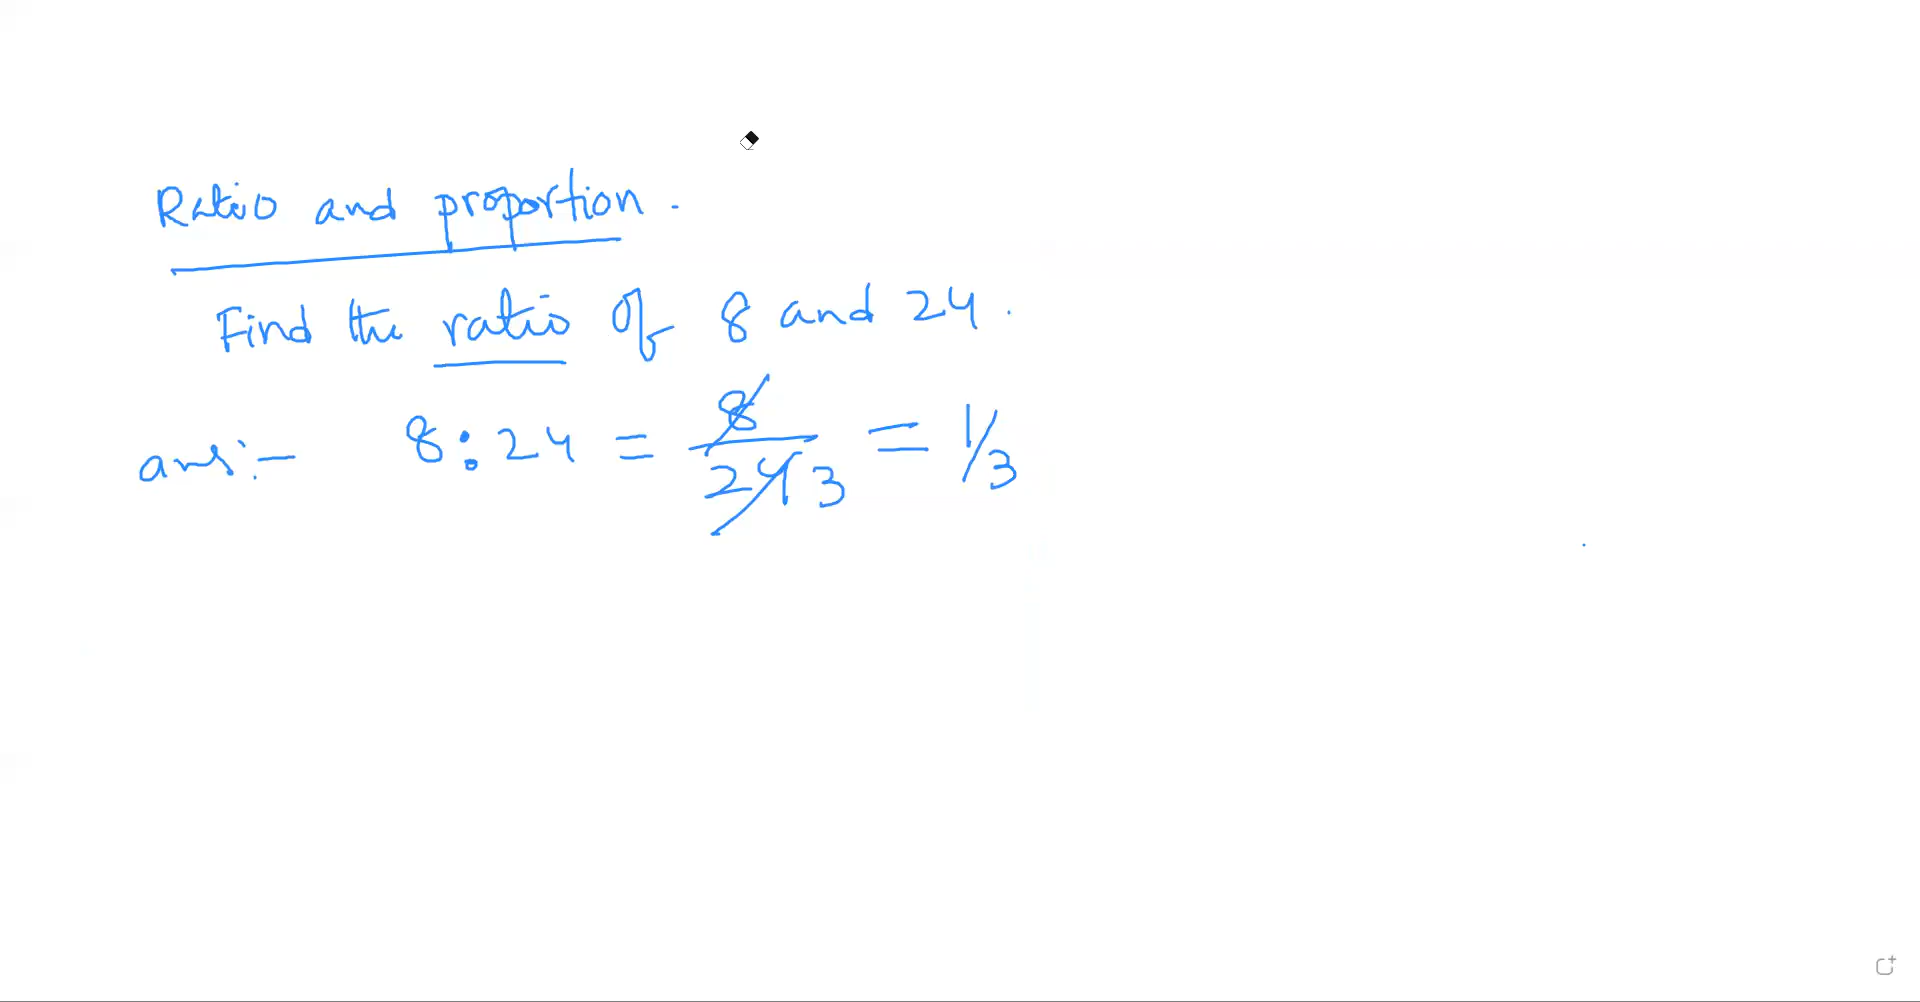 Ratio and proportion.
Find the ratio of 8 and 24.
ans:- 8:24 = 8/24 3 = 1/3